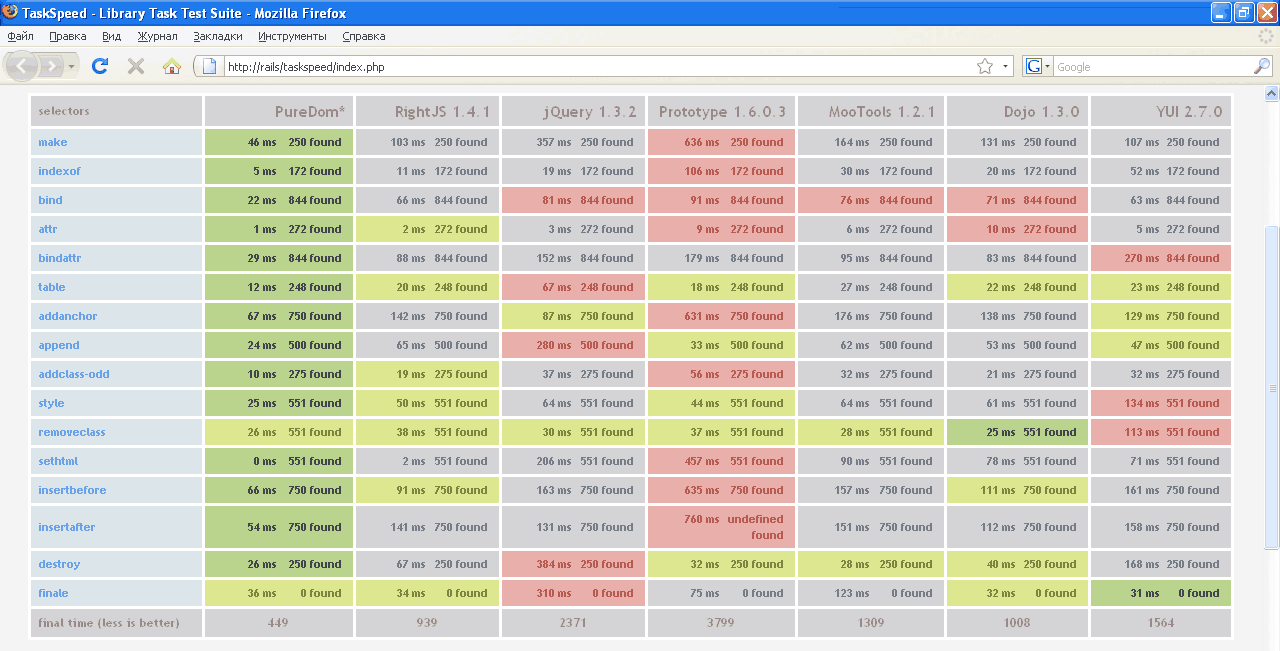 TaskSpeed - Library Task Test Suite - Mozilla Firefox
Файл Правка Вид Журнал Закладки Инструменты Справка
http://rails/taskspeed/index.php G Google
selectors PureDom* RightJS 1.4.1 jQuery 1.3.2 Prototype 1.6.0.3 MooTools 1.2.1 Dojo 1.3.0 YUI 2.7.0
make 46 ms 250 found 103 ms 250 found 357 ms 250 found 636 ms 250 found 164 ms 250 found 131 ms 250 found 107 ms 250 found
indexof 5 ms 172 found 11 ms 172 found 19 ms 172 found 106 ms 172 found 30 ms 172 found 20 ms 172 found 52 ms 172 found
bind 22 ms 844 found 66 ms 844 found 81 ms 844 found 91 ms 844 found 76 ms 844 found 71 ms 844 found 63 ms 844 found
attr 1 ms 272 found 2 ms 272 found 3 ms 272 found 9 ms 272 found 6 ms 272 found 10 ms 272 found 5 ms 272 found
bindattr 29 ms 844 found 88 ms 844 found 152 ms 844 found 179 ms 844 found 95 ms 844 found 83 ms 844 found 270 ms 844 found
table 12 ms 248 found 20 ms 248 found 67 ms 248 found 18 ms 248 found 27 ms 248 found 22 ms 248 found 23 ms 248 found
addanchor 67 ms 750 found 142 ms 750 found 87 ms 750 found 631 ms 750 found 176 ms 750 found 138 ms 750 found 129 ms 750 found
append 24 ms 500 found 65 ms 500 found 280 ms 500 found 33 ms 500 found 62 ms 500 found 53 ms 500 found 47 ms 500 found
addclass-odd 10 ms 275 found 19 ms 275 found 37 ms 275 found 56 ms 275 found 32 ms 275 found 21 ms 275 found 32 ms 275 found
style 25 ms 551 found 50 ms 551 found 64 ms 551 found 44 ms 551 found 64 ms 551 found 61 ms 551 found 134 ms 551 found
removeclass 26 ms 551 found 38 ms 551 found 30 ms 551 found 37 ms 551 found 28 ms 551 found 25 ms 551 found 113 ms 551 found
sethtml 0 ms 551 found 2 ms 551 found 206 ms 551 found 457 ms 551 found 90 ms 551 found 78 ms 551 found 71 ms 551 found
insertbefore 66 ms 750 found 91 ms 750 found 163 ms 750 found 635 ms 750 found 157 ms 750 found 111 ms 750 found 161 ms 750 found
insertafter 54 ms 750 found 141 ms 750 found 131 ms 750 found 760 ms undefined found 151 ms 750 found 112 ms 750 found 158 ms 750 found
destroy 26 ms 250 found 67 ms 250 found 384 ms 250 found 32 ms 250 found 28 ms 250 found 40 ms 250 found 168 ms 250 found
finale 36 ms 0 found 34 ms 0 found 310 ms 0 found 75 ms 0 found 123 ms 0 found 32 ms 0 found 31 ms 0 found
final time (less is better) 449 939 2371 3799 1309 1008 1564